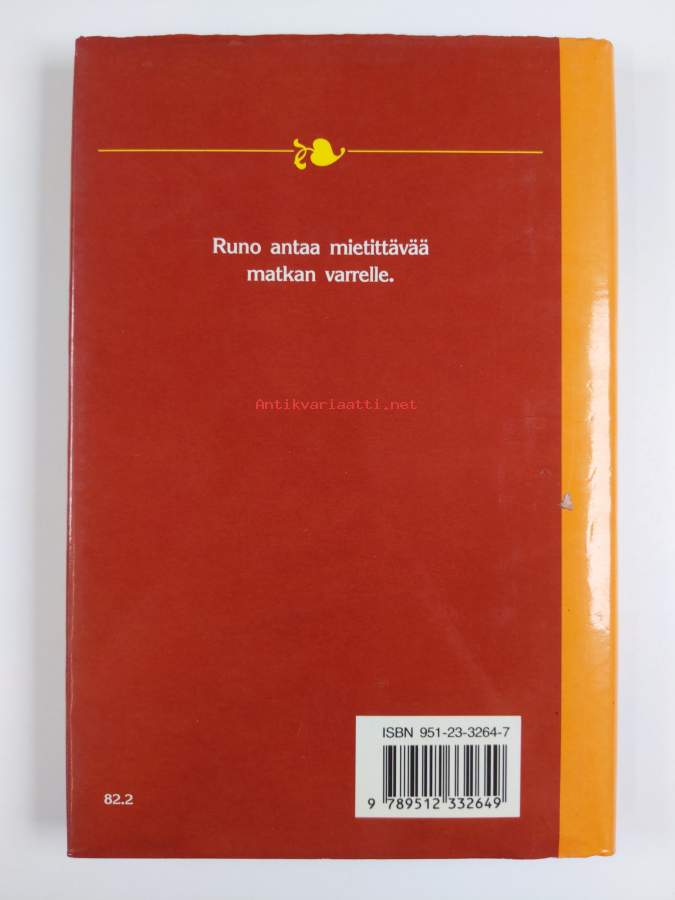 Runo antaa mietittävää
matkan varrelle.
Antikvariaatti.net
ISBN 951-23-3264-7
9 789512 332649
82.2